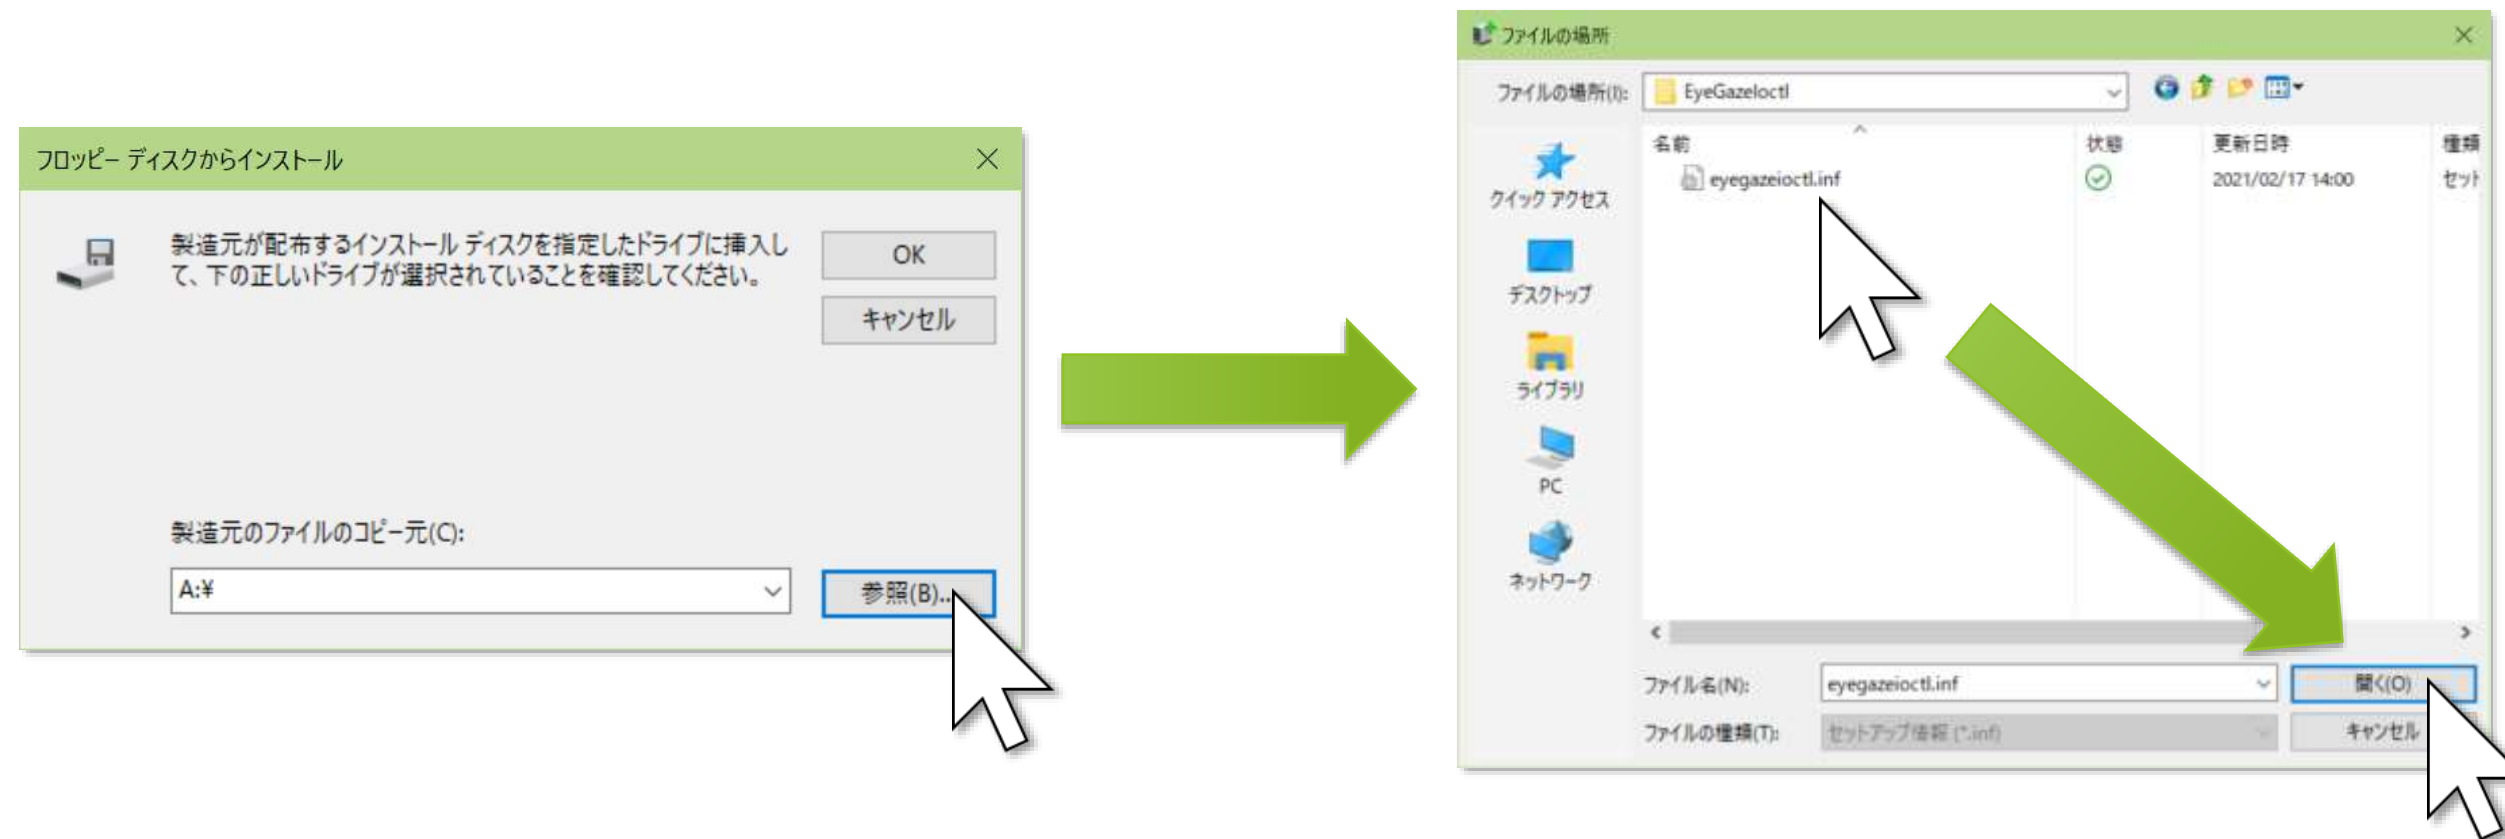 フロッピー ディスクからインストール
製造元が配布するインストール ディスクを指定したドライブに挿入し
て、下の正しいドライブが選択されていることを確認してください。
OK
キャンセル
製造元のファイルのコピー元(C):
A:¥
参照(B)...
ファイルの場所
ファイルの場所(I):
EyeGazeIoctl
名前
状態
更新日時
種類
eyegazeioctl.inf
2021/02/17 14:00
セット
クイック アクセス
デスクトップ
ライブラリ
PC
ネットワーク
ファイル名(N):
eyegazeioctl.inf
開く(O)
ファイルの種類(T):
セットアップ情報 (*.inf)
キャンセル